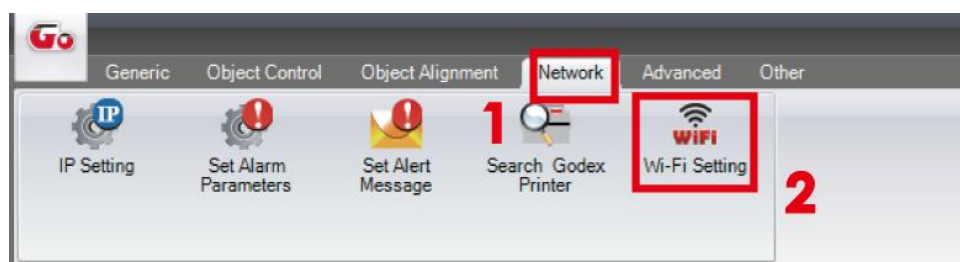 Go
Generic Object Control Object Alignment Network Advanced Other
1
2
IP
WiFi
IP Setting
Set Alarm
Parameters
Set Alert
Message
Search Godex
Printer
Wi-Fi Setting